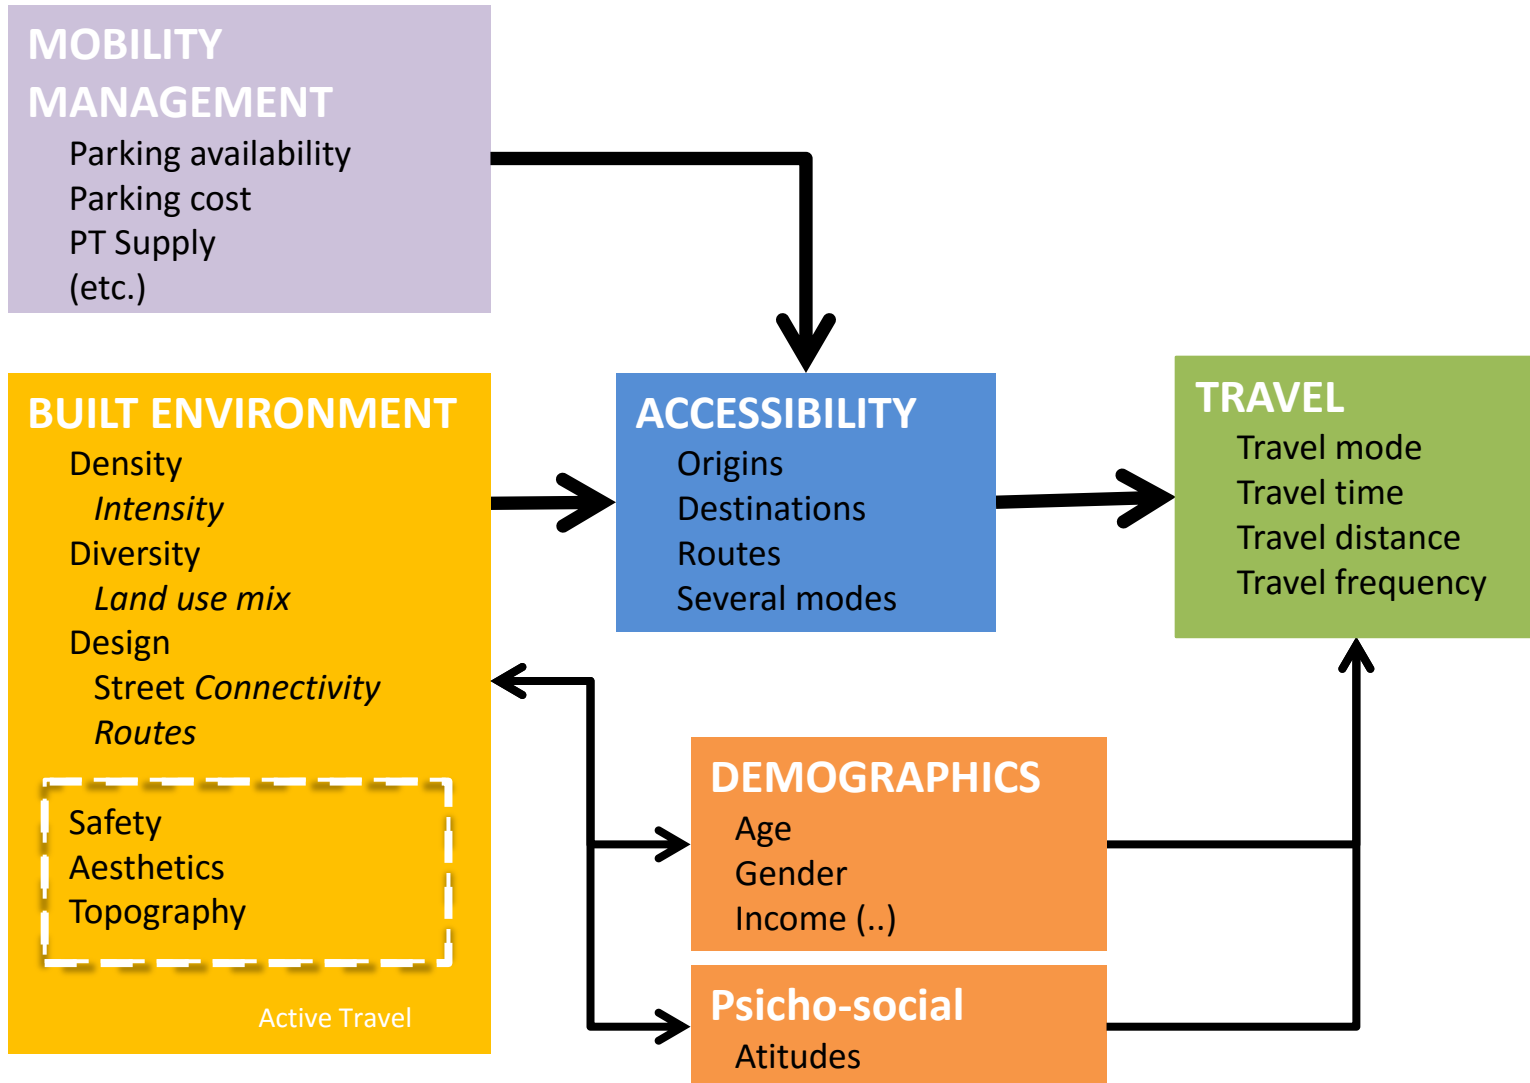 MOBILITY
MANAGEMENT
Parking availability
Parking cost
PT Supply
(etc.)
BUILT ENVIRONMENT
Density
Intensity
Diversity
Land use mix
Design
Street Connectivity
Routes
Safety
Aesthetics
Topography
Active Travel
ACCESSIBILITY
Origins
Destinations
Routes
Several modes
TRAVEL
Travel mode
Travel time
Travel distance
Travel frequency
DEMOGRAPHICS
Age
Gender
Income (..)
Psicho-social
Atitudes